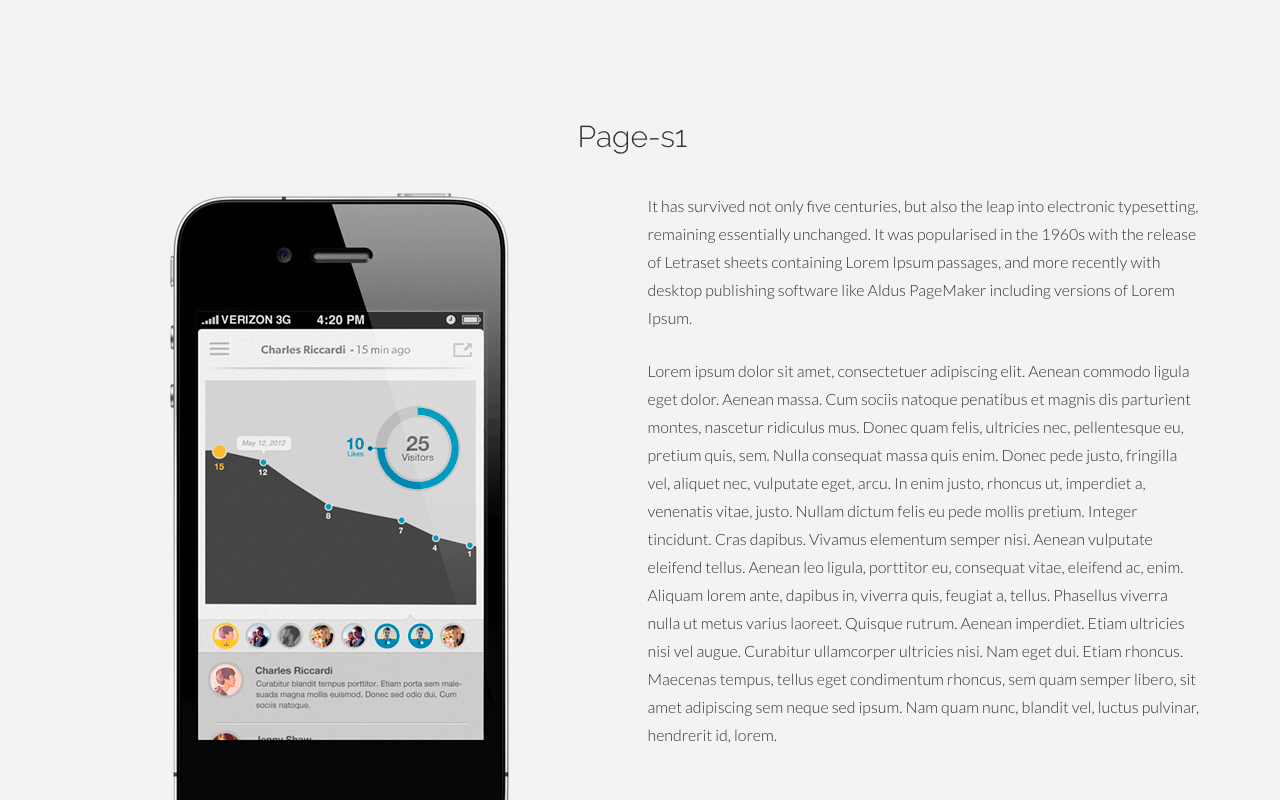 Page-s1
VERIZON 3G 4:20 PM
Charles Riccardi - 15 min ago
May 12, 2012
10
Likes
25
Visitors
15
12
8
7
4
1
Charles Riccardi
Curabitur blandit tempus porttitor. Etiam porta sem male-
suada magna mollis euismod. Donec sed odio dui. Cum
sociis natoque.
Jenny Shaw
It has survived not only five centuries, but also the leap into electronic typesetting,
remaining essentially unchanged. It was popularised in the 1960s with the release
of Letraset sheets containing Lorem Ipsum passages, and more recently with
desktop publishing software like Aldus PageMaker including versions of Lorem
Ipsum.
Lorem ipsum dolor sit amet, consectetuer adipiscing elit. Aenean commodo ligula
eget dolor. Aenean massa. Cum sociis natoque penatibus et magnis dis parturient
montes, nascetur ridiculus mus. Donec quam felis, ultricies nec, pellentesque eu,
pretium quis, sem. Nulla consequat massa quis enim. Donec pede justo, fringilla
vel, aliquet nec, vulputate eget, arcu. In enim justo, rhoncus ut, imperdiet a,
venenatis vitae, justo. Nullam dictum felis eu pede mollis pretium. Integer
tincidunt. Cras dapibus. Vivamus elementum semper nisi. Aenean vulputate
eleifend tellus. Aenean leo ligula, porttitor eu, consequat vitae, eleifend ac, enim.
Aliquam lorem ante, dapibus in, viverra quis, feugiat a, tellus. Phasellus viverra
nulla ut metus varius laoreet. Quisque rutrum. Aenean imperdiet. Etiam ultricies
nisi vel augue. Curabitur ullamcorper ultricies nisi. Nam eget dui. Etiam rhoncus.
Maecenas tempus, tellus eget condimentum rhoncus, sem quam semper libero, sit
amet adipiscing sem neque sed ipsum. Nam quam nunc, blandit vel, luctus pulvinar,
hendrerit id, lorem.